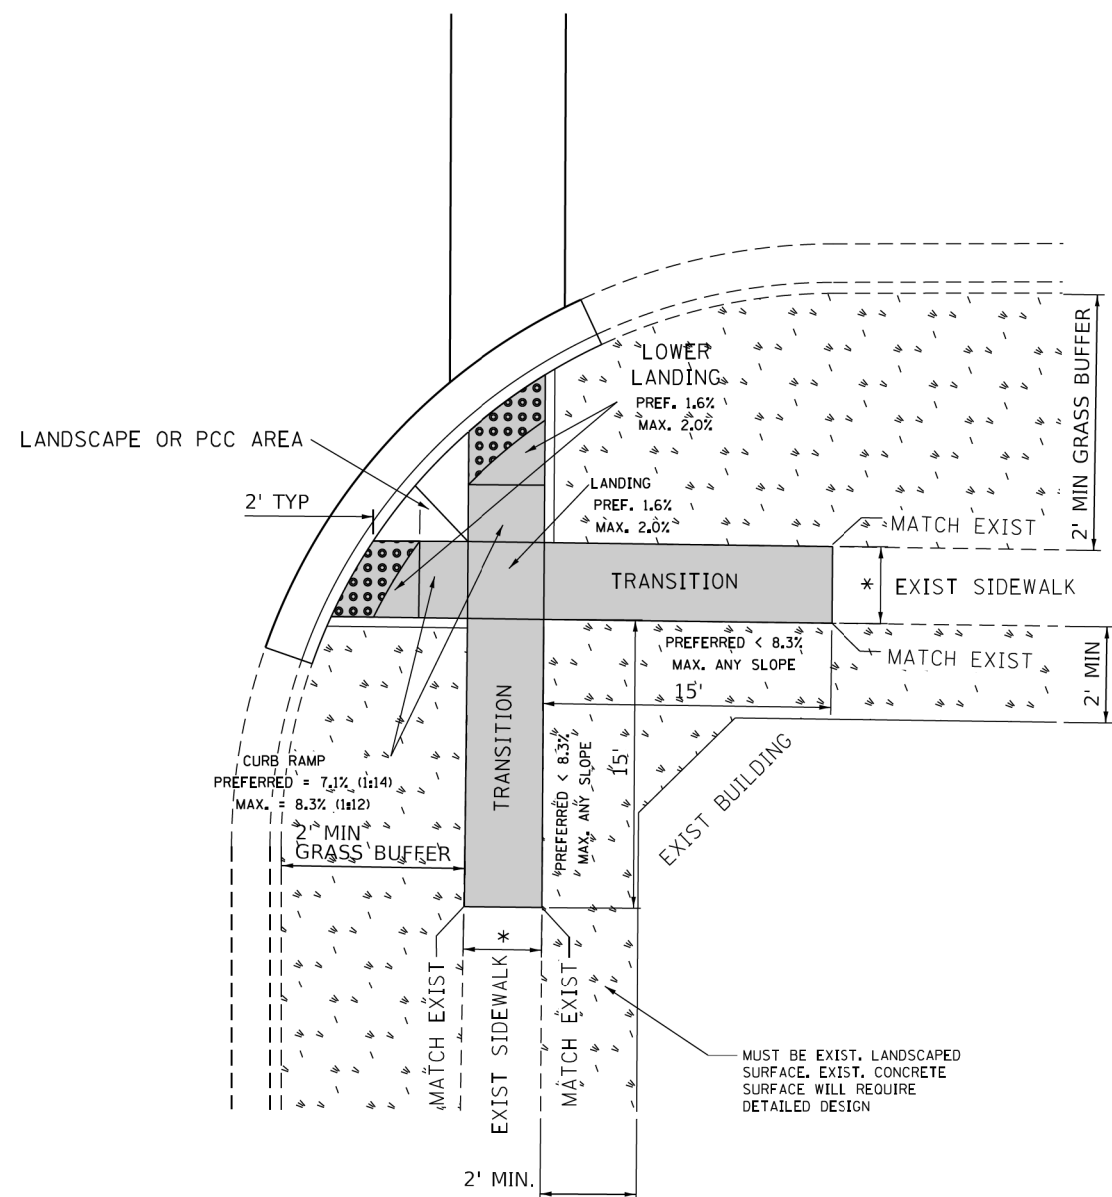 LOWER
LANDING
PREF. 1.6%
MAX. 2.0%
2' MIN GRASS BUFFER
LANDSCAPE OR PCC AREA
2' TYP
LANDING
PREF. 1.6%
MAX. 2.0%
MATCH EXIST
TRANSITION
* EXIST SIDEWALK
PREFERRED < 8.3%
MAX. ANY SLOPE
MATCH EXIST
15'
2' MIN
TRANSITION
PREFERRED < 8.3%
MAX. ANY SLOPE
15'
EXIST BUILDING
CURB RAMP
PREFERRED = 7.1% (1:14)
MAX. = 8.3% (1:12)
2' MIN
GRASS BUFFER
MATCH EXIST
EXIST SIDEWALK *
MATCH EXIST
MUST BE EXIST. LANDSCAPED
SURFACE. EXIST. CONCRETE
SURFACE WILL REQUIRE
DETAILED DESIGN
2' MIN.